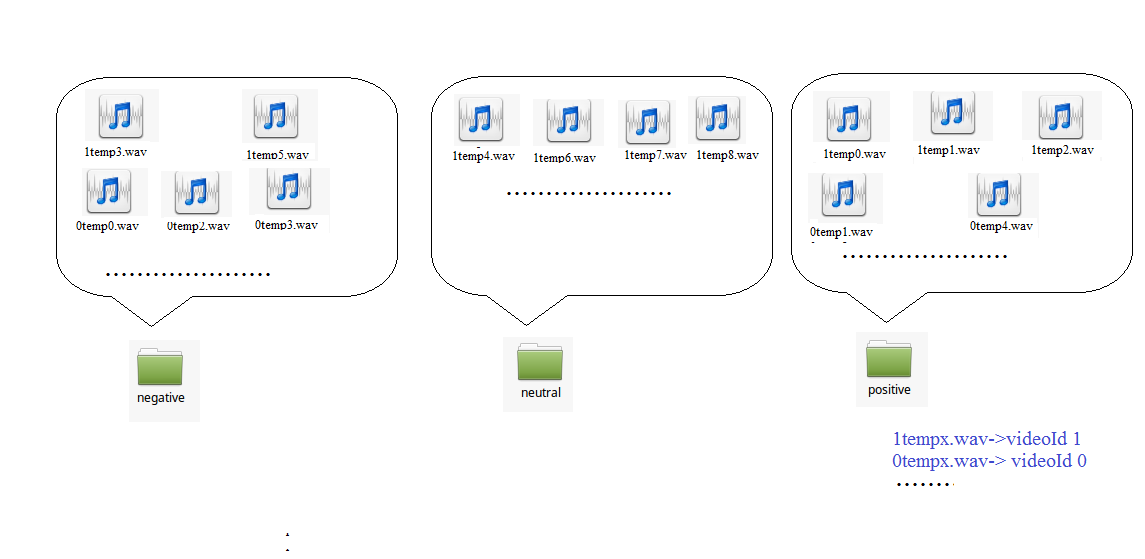 1temp3.wav 1temp5.wav
0temp0.wav 0temp2.wav 0temp3.wav
.....................
negative
1temp4.wav 1temp6.wav 1temp7.wav 1temp8.wav
.....................
neutral
1temp0.wav 1temp1.wav 1temp2.wav
0temp1.wav 0temp4.wav
.....................
positive
1tempx.wav->videoId 1
0tempx.wav-> videoId 0
........